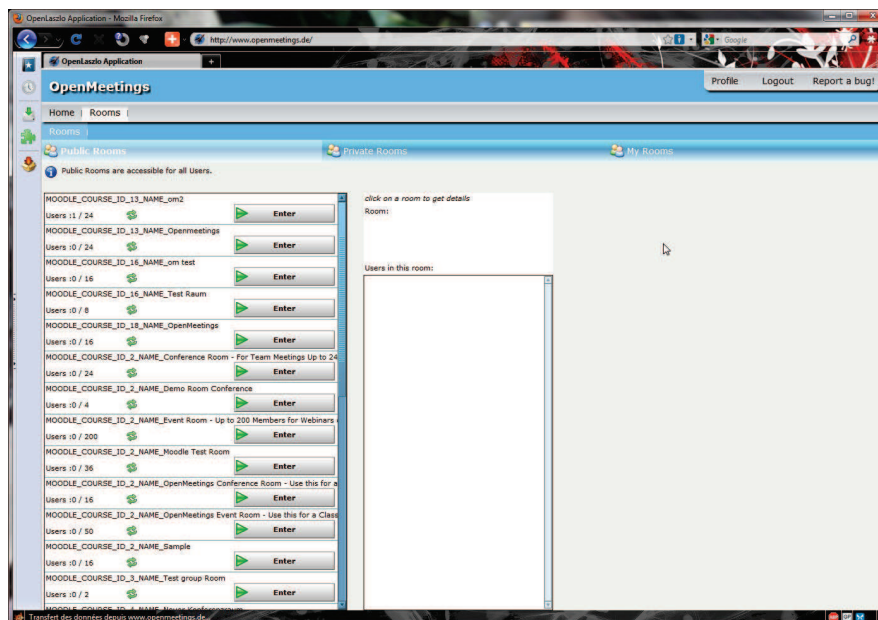 OpenLaszlo Application - Mozilla Firefox
http://www.openmeetings.de/
Google
OpenLaszlo Application
OpenMeetings
Profile Logout Report a bug!
Home Rooms
Rooms
Public Rooms Private Rooms My Rooms
Public Rooms are accessible for all Users.
MOODLE_COURSE_ID_13_NAME_om2
Users :1 / 24 Enter
MOODLE_COURSE_ID_13_NAME_Openmeetings
Users :0 / 24 Enter
MOODLE_COURSE_ID_16_NAME_om test
Users :0 / 16 Enter
MOODLE_COURSE_ID_16_NAME_Test Raum
Users :0 / 8 Enter
MOODLE_COURSE_ID_18_NAME_OpenMeetings
Users :0 / 16 Enter
MOODLE_COURSE_ID_2_NAME_Conference Room - For Team Meetings Up to 24
Users :0 / 24 Enter
MOODLE_COURSE_ID_2_NAME_Demo Room Conference
Users :0 / 4 Enter
MOODLE_COURSE_ID_2_NAME_Event Room - Up to 200 Members for Webinars
Users :0 / 200 Enter
MOODLE_COURSE_ID_2_NAME_Moodle Test Room
Users :0 / 36 Enter
MOODLE_COURSE_ID_2_NAME_OpenMeetings Conference Room - Use this for a
Users :0 / 16 Enter
MOODLE_COURSE_ID_2_NAME_OpenMeetings Event Room - Use this for a Class
Users :0 / 50 Enter
MOODLE_COURSE_ID_2_NAME_Sample
Users :0 / 16 Enter
MOODLE_COURSE_ID_3_NAME_Test group Room
Users :0 / 2 Enter
click on a room to get details
Room:
Users in this room:
Transfert des données depuis www.openmeetings.de...